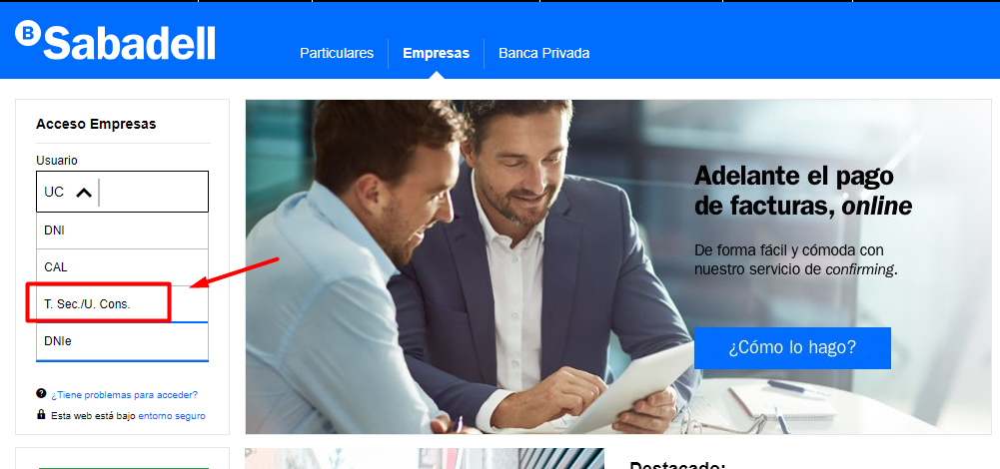 B Sabadell
Particulares
Empresas
Banca Privada
Acceso Empresas
Usuario
UC
DNI
CAL
T. Sec./U. Cons.
DNIe
¿Tiene problemas para acceder?
Esta web está bajo entorno seguro
Adelante el pago
de facturas, online
De forma fácil y cómoda con
nuestro servicio de confirming.
¿Cómo lo hago?
Destacado: